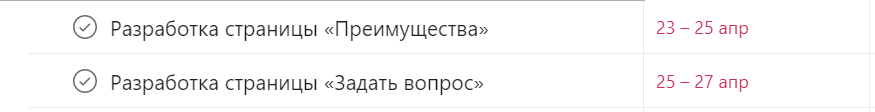 Разработка страницы «Преимущества» 23 – 25 апр
Разработка страницы «Задать вопрос» 25 – 27 апр